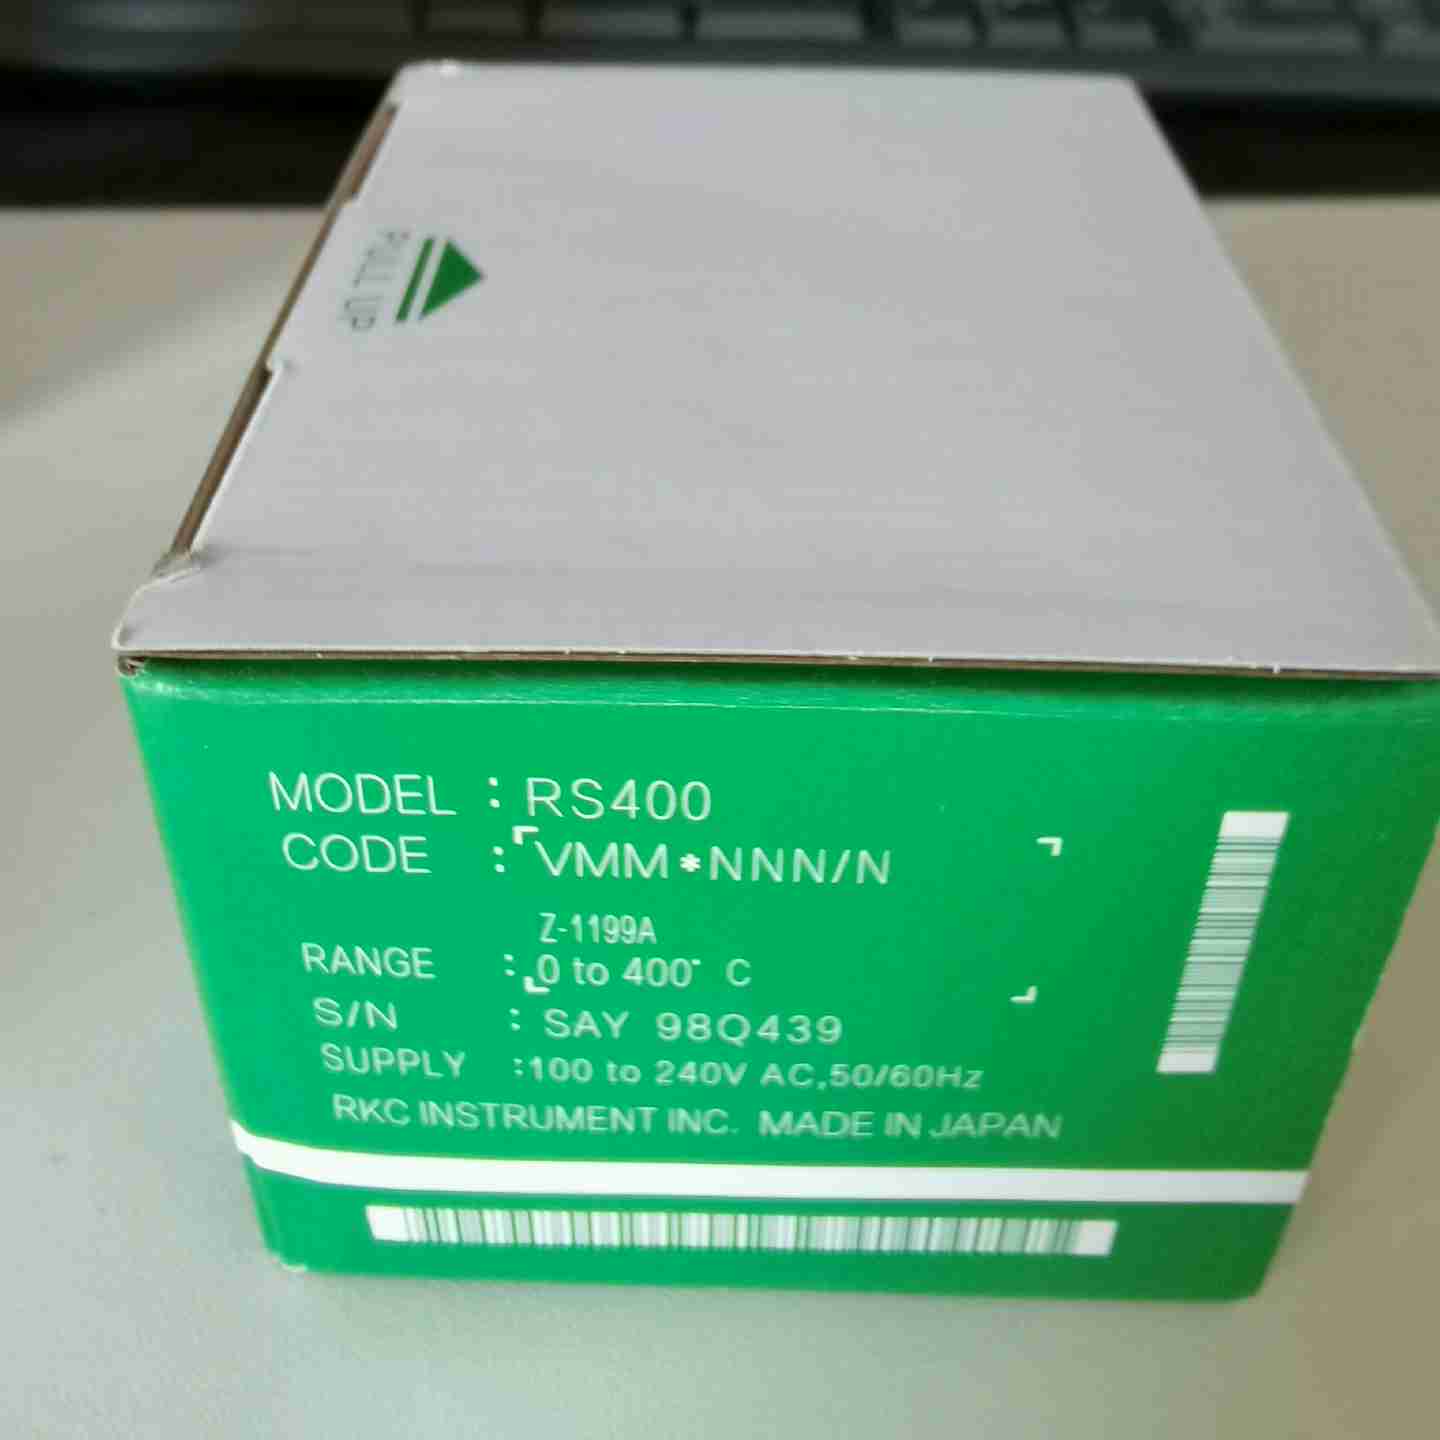 PULL UP
MODEL : RS400
CODE : 「VMM*NNN/N ┐
Z-1199A
RANGE : 0 to 400° C ┘
S/N : SAY 98Q439
SUPPLY :100 to 240V AC,50/60Hz
RKC INSTRUMENT INC. MADE IN JAPAN